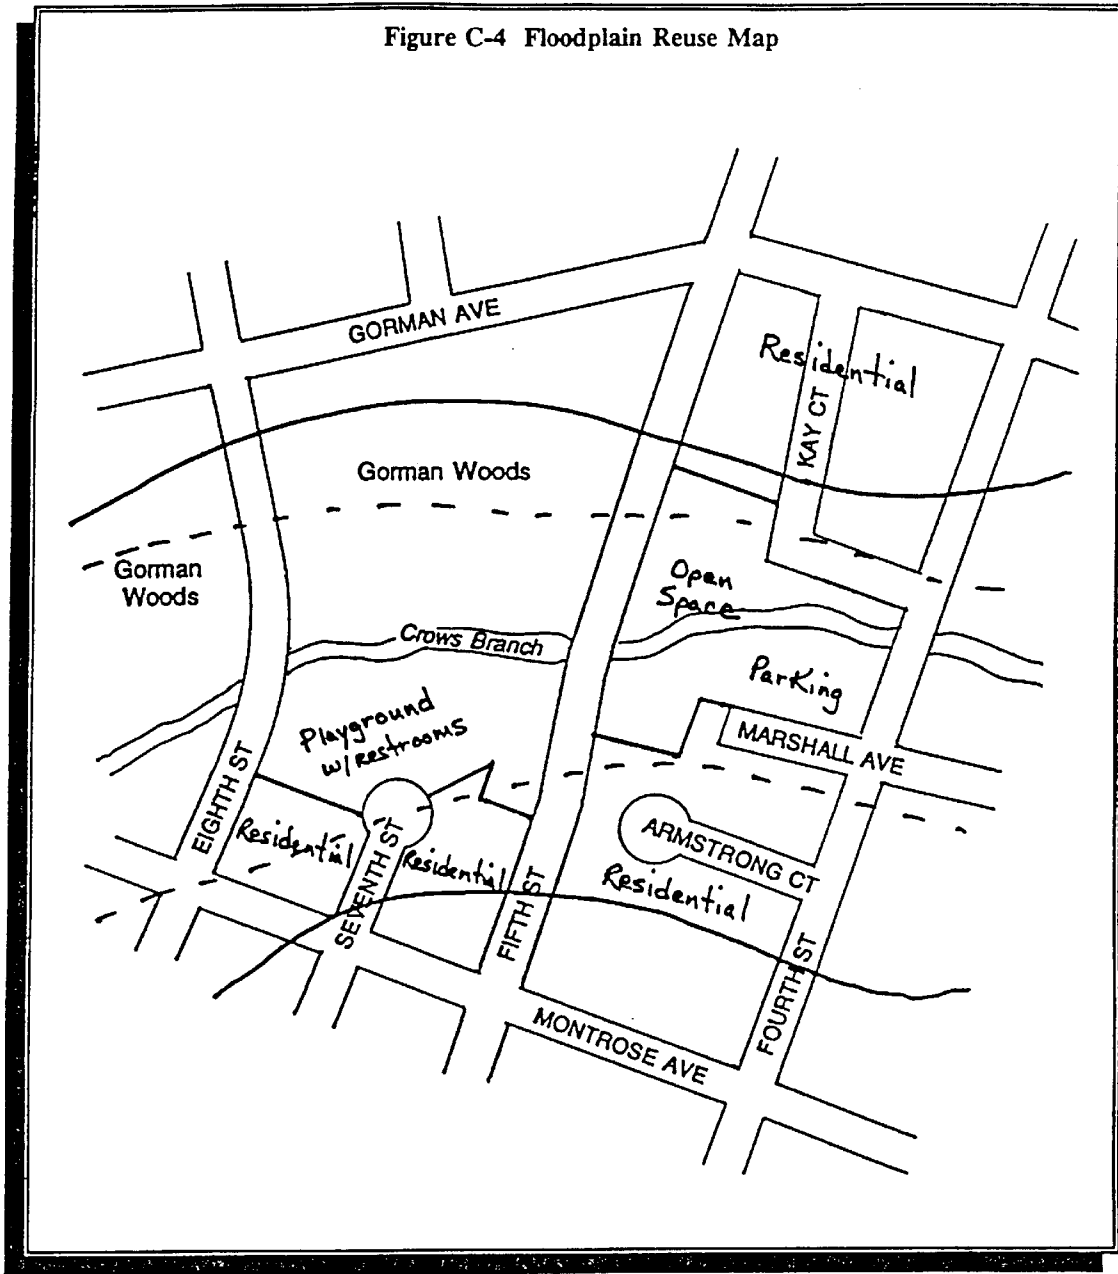 Figure C-4 Floodplain Reuse Map
GORMAN AVE
Residential
KAY CT
Gorman Woods
Gorman
Woods
Open
Space
Crows Branch
Parking
Playground
w/ Restrooms
MARSHALL AVE
EIGHTH ST
Residential
SEVENTH ST
Residential
ARMSTRONG CT
Residential
FIFTH ST
FOURTH ST
MONTROSE AVE